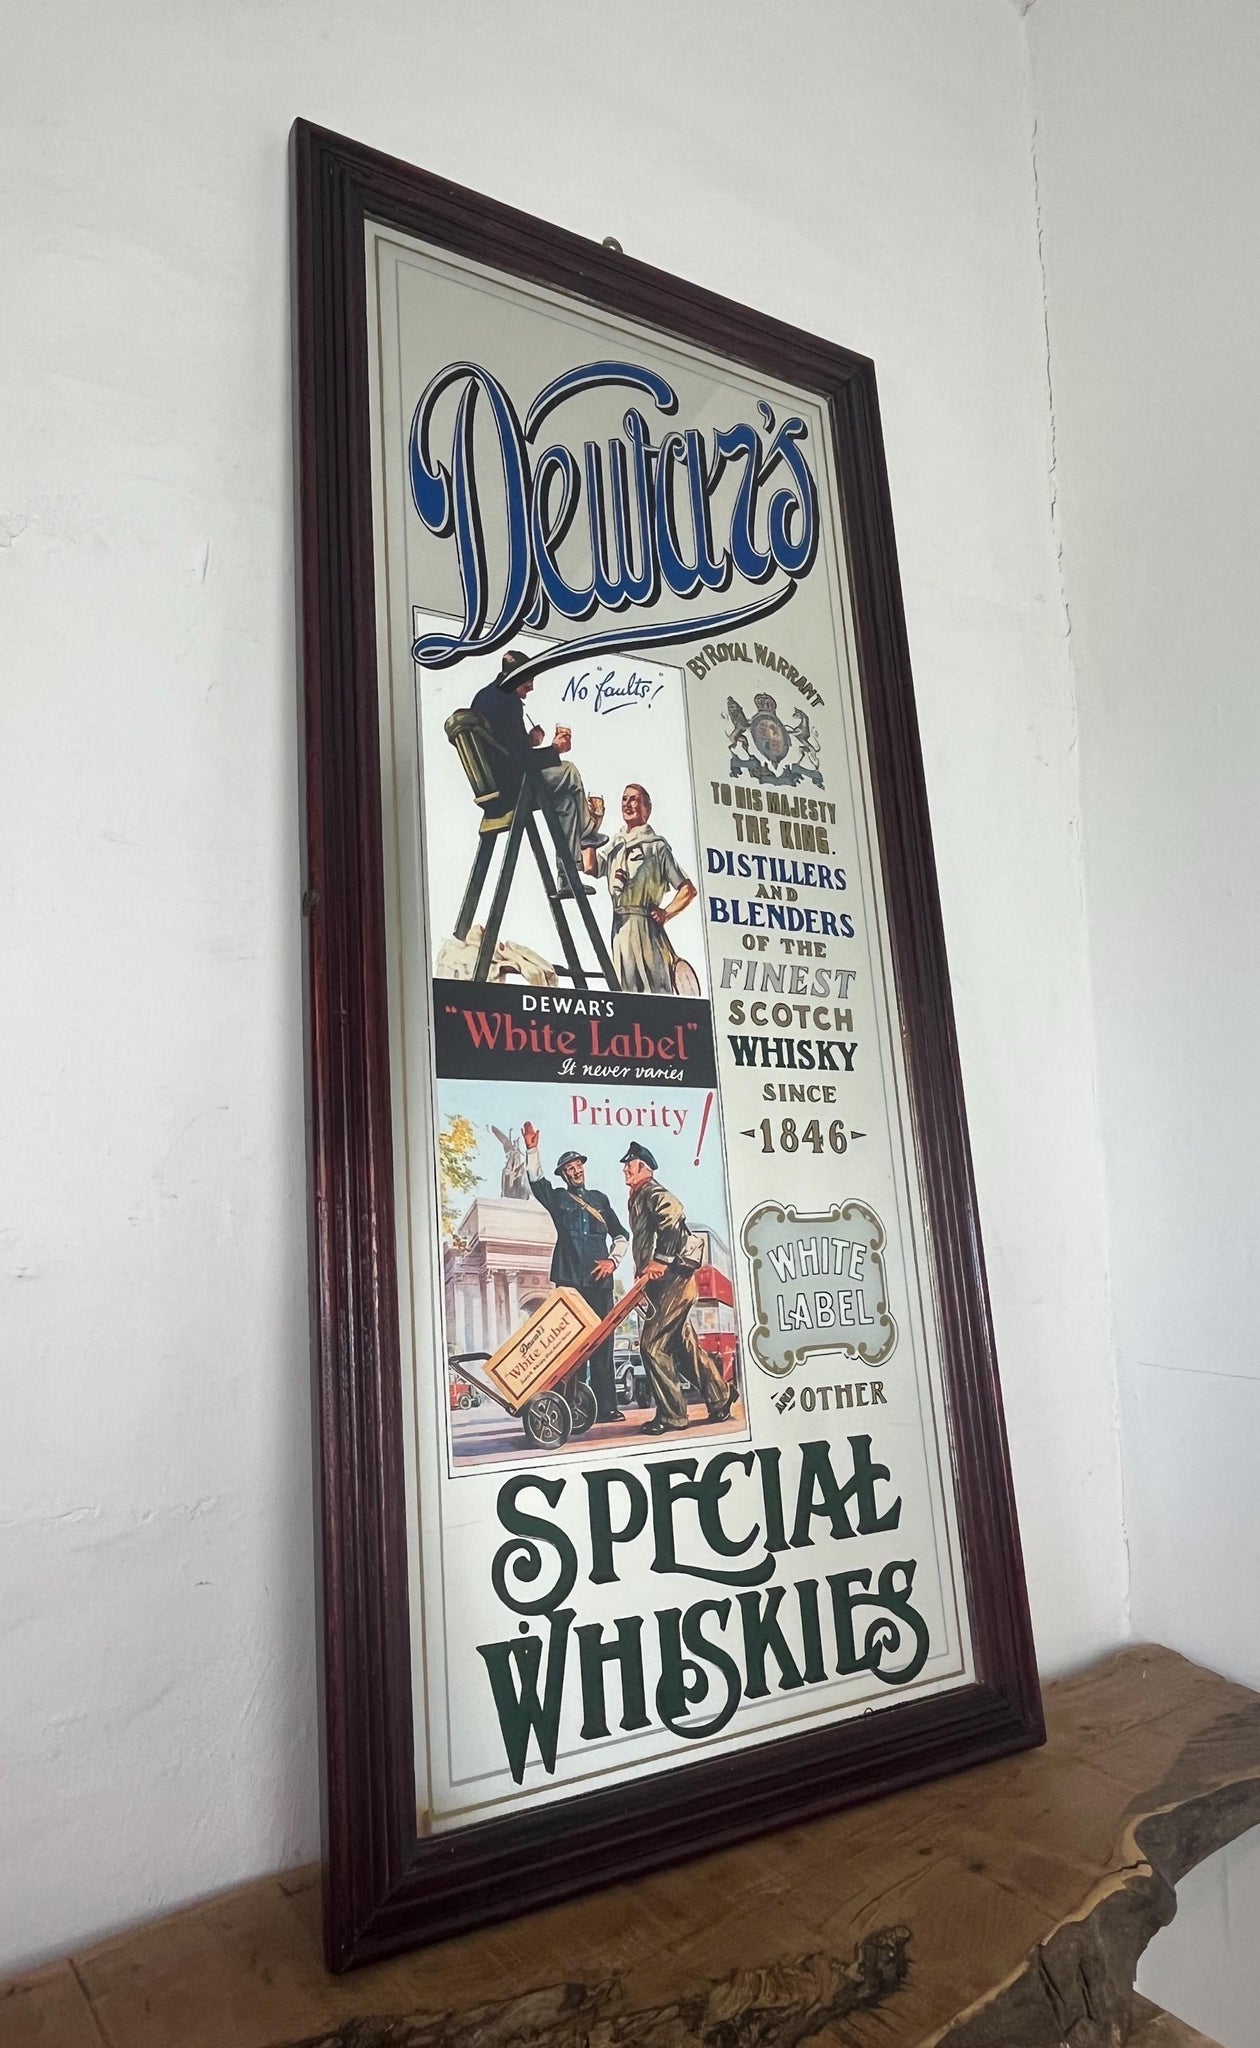 Dewar's
No "faults"!
DEWAR'S
"White Label"
It never varies
Priority!
Dewar's
"White Label"
BY ROYAL WARRANT
TO HIS MAJESTY
THE KING.
DISTILLERS
AND
BLENDERS
OF THE
FINEST
SCOTCH
WHISKY
SINCE
1846
WHITE
LABEL
AND OTHER
SPECIAL
WHISKIES